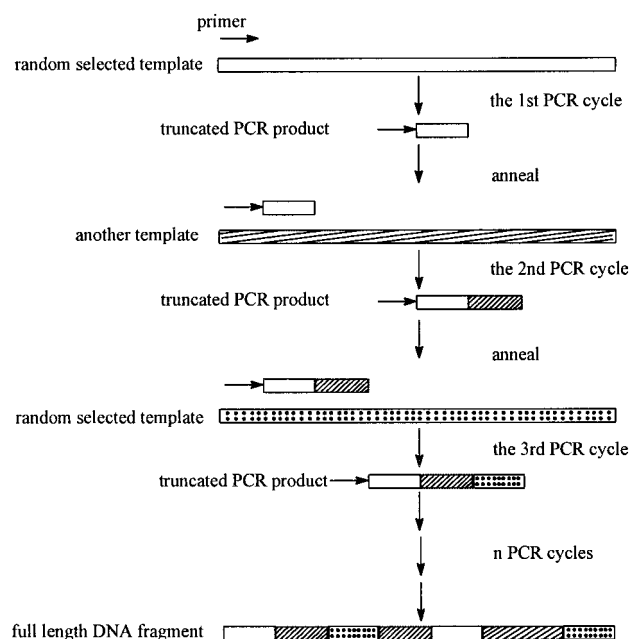 primer
random selected template
the 1st PCR cycle
truncated PCR product
anneal
another template
the 2nd PCR cycle
truncated PCR product
anneal
random selected template
the 3rd PCR cycle
truncated PCR product
n PCR cycles
full length DNA fragment